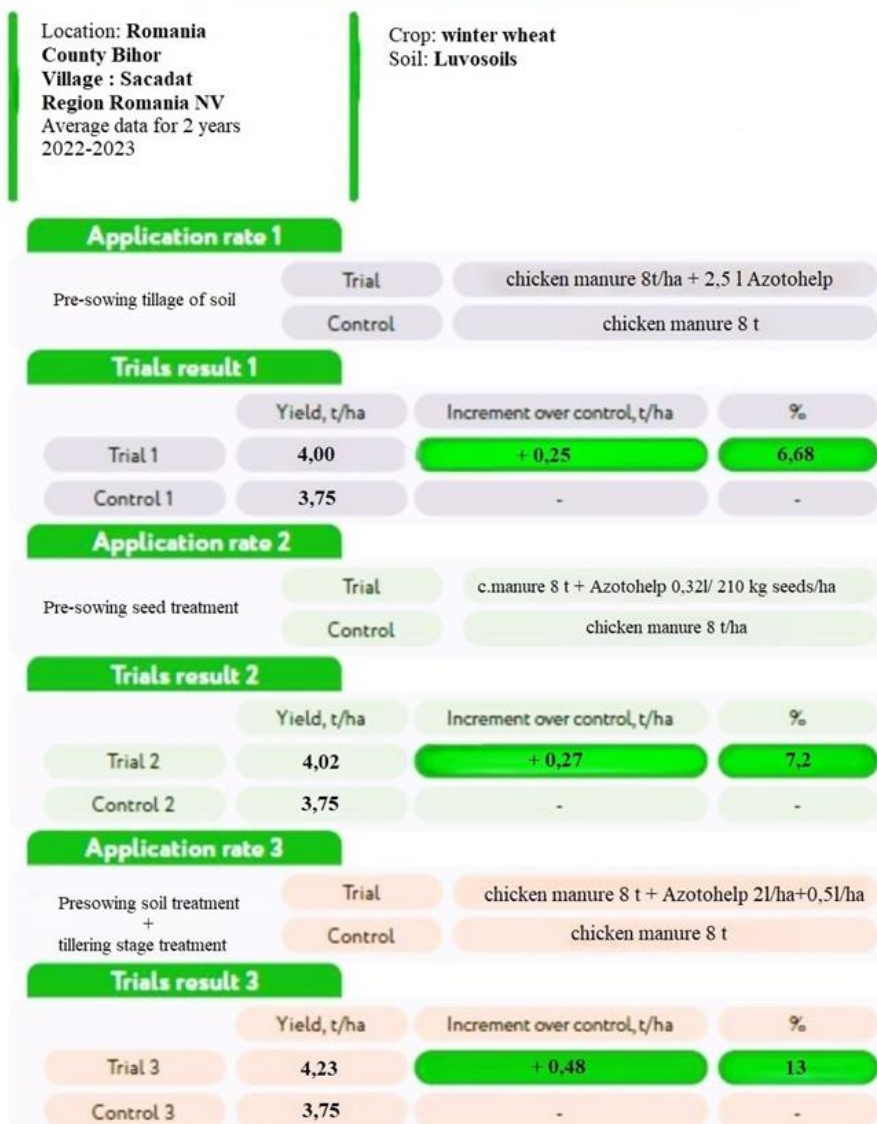 Location: Romania
County Bihor
Village : Sacadat
Region Romania NV
Average data for 2 years
2022-2023
Crop: winter wheat
Soil: Luvosoils
Application rate 1
Pre-sowing tillage of soil
Trial
chicken manure 8t/ha + 2,5 l Azotohelp
Control
chicken manure 8 t
Trials result 1
Yield, t/ha Increment over control, t/ha %
Trial 1 4,00 + 0,25 6,68
Control 1 3,75 - -
Application rate 2
Pre-sowing seed treatment
Trial
c.manure 8 t + Azotohelp 0,32l/ 210 kg seeds/ha
Control
chicken manure 8 t/ha
Trials result 2
Yield, t/ha Increment over control, t/ha %
Trial 2 4,02 + 0,27 7,2
Control 2 3,75 - -
Application rate 3
Presowing soil treatment
+
tillering stage treatment
Trial
chicken manure 8 t + Azotohelp 2l/ha+0,5l/ha
Control
chicken manure 8 t
Trials result 3
Yield, t/ha Increment over control, t/ha %
Trial 3 4,23 + 0,48 13
Control 3 3,75 - -